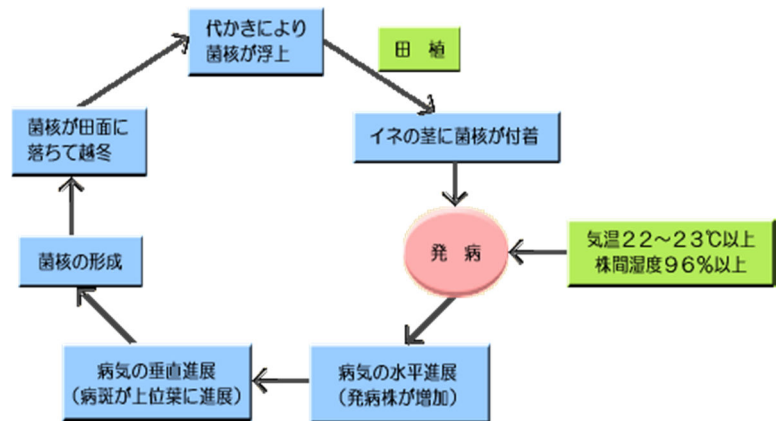 代かきにより
菌核が浮上
田　植
菌核が田面に
落ちて越冬
イネの茎に菌核が付着
発　病
気温２２～２３℃以上
株間湿度９６％以上
菌核の形成
病気の垂直進展
（病斑が上位葉に進展）
病気の水平進展
（発病株が増加）